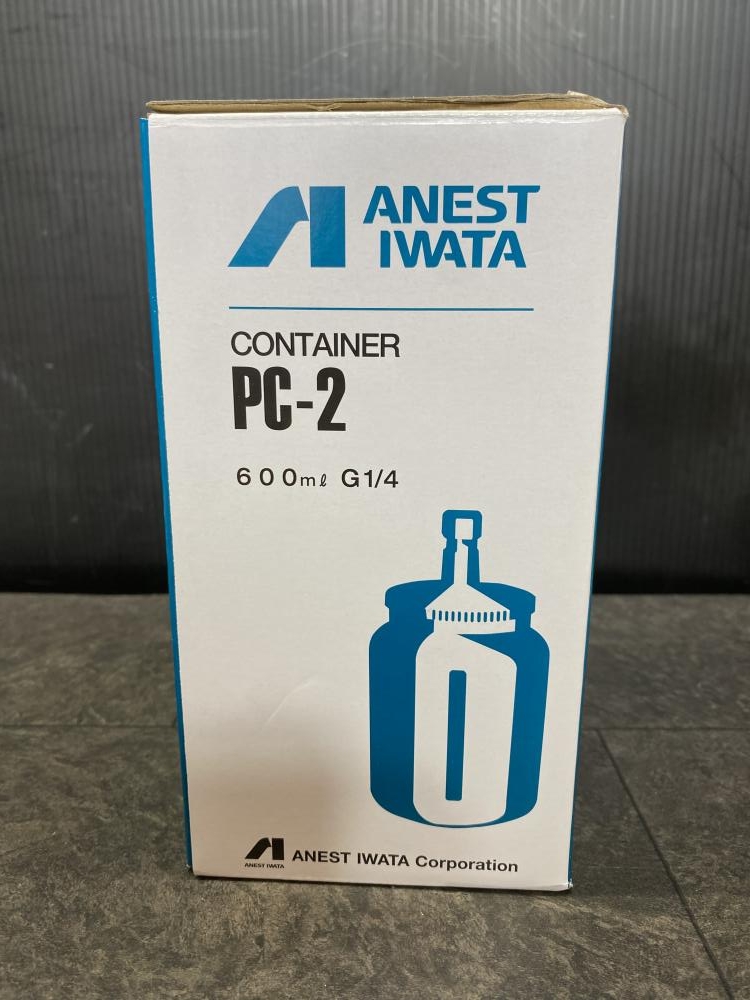 ANEST
IWATA
CONTAINER
PC-2
600mℓ G1/4
ANEST IWATA
ANEST IWATA Corporation